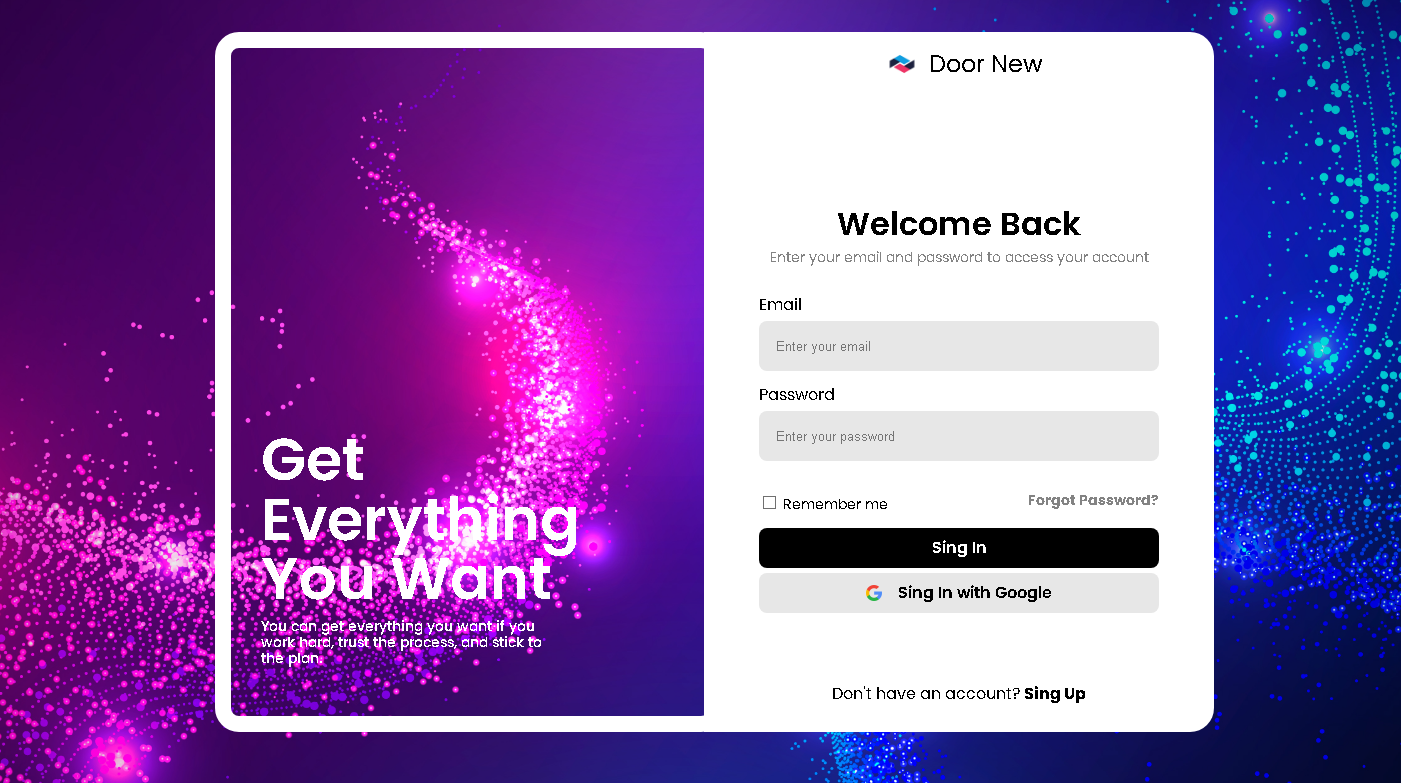 Door New
Get
Everything
You Want
You can get everything you want if you
work hard, trust the process, and stick to
the plan.
Welcome Back
Enter your email and password to access your account
Email
Enter your email
Password
Enter your password
Remember me
Forgot Password?
Sing In
Sing In with Google
Don't have an account? Sing Up